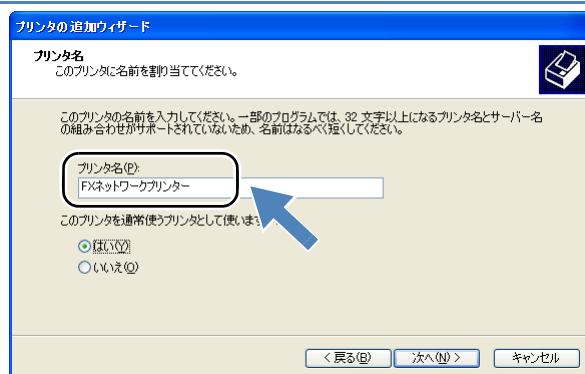 プリンタの追加ウィザード
プリンタ名
このプリンタに名前を割り当ててください。
このプリンタの名前を入力してください。一部のプログラムでは、32 文字以上になるプリンタ名とサーバー名
の組み合わせがサポートされていないため、名前はなるべく短くしてください。
プリンタ名(P):
FXネットワークプリンター
このプリンタを通常使うプリンタとして使いま
はい(Y)
いいえ(O)
< 戻る(B)
次へ(N) >
キャンセル